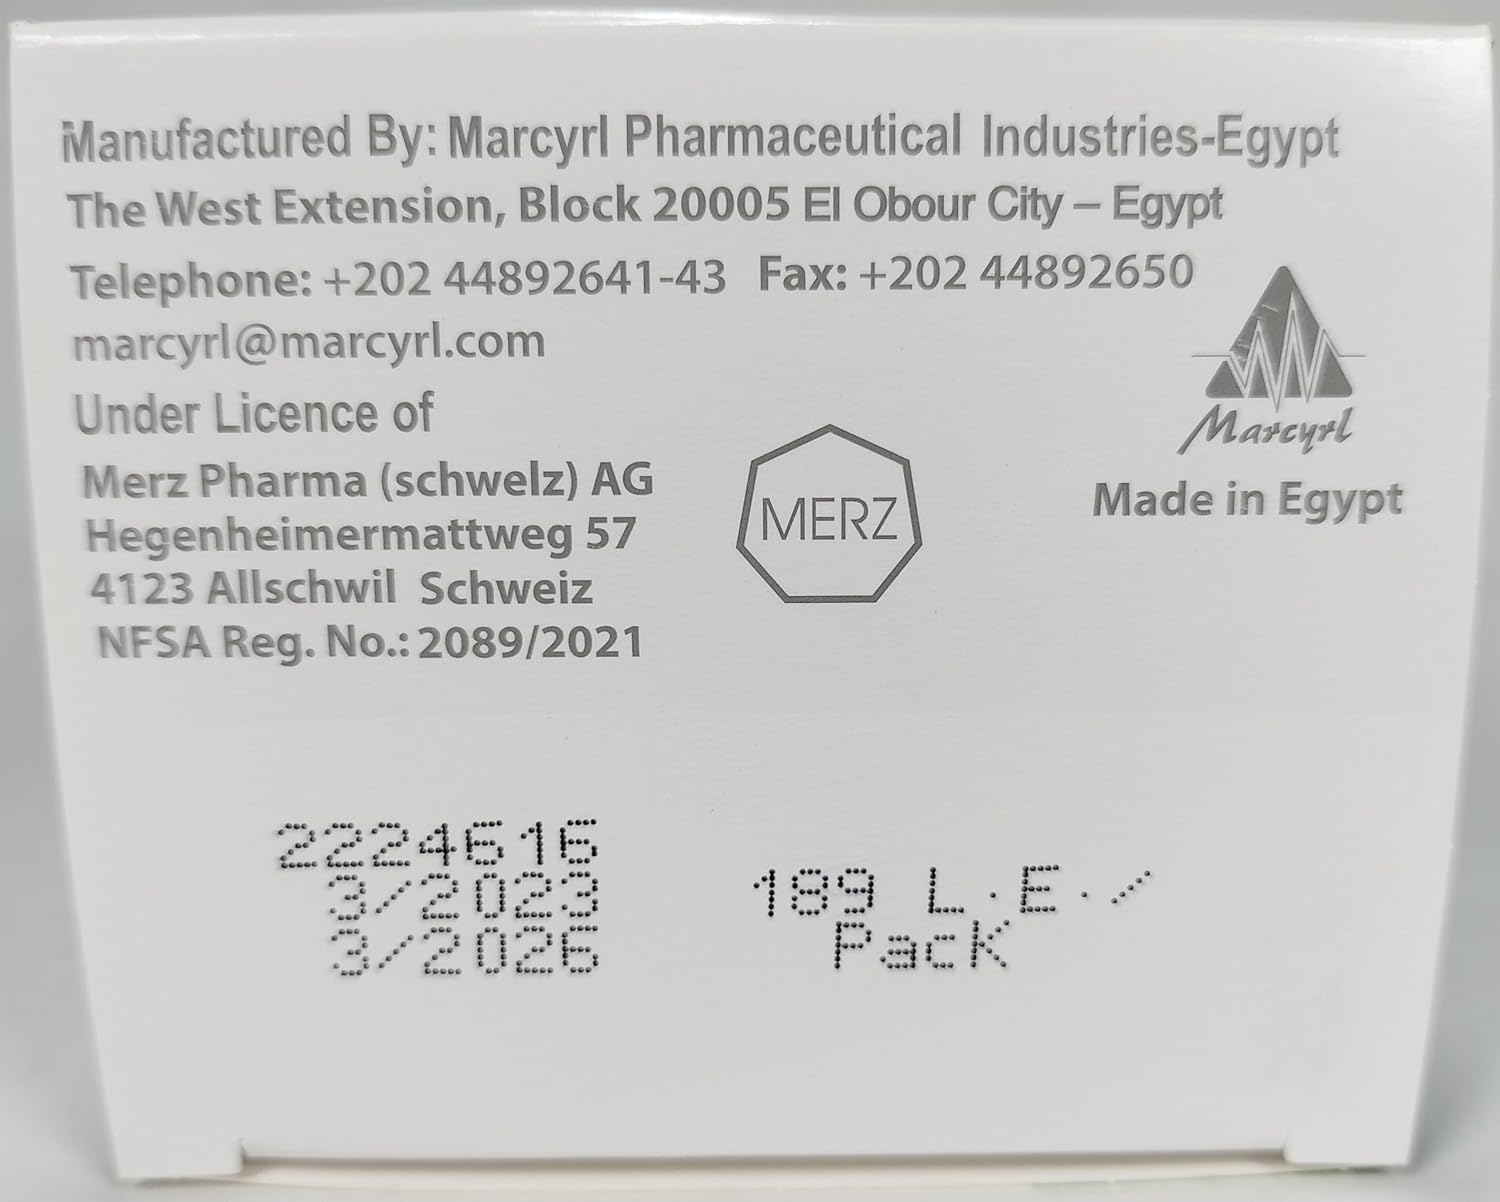 Manufactured By: Marcyrl Pharmaceutical Industries-Egypt
The West Extension, Block 20005 El Obour City – Egypt
Telephone: +202 44892641-43 Fax: +202 44892650
marcyrl@marcyrl.com
Under Licence of
Merz Pharma (schwelz) AG
Hegenheimermattweg 57
4123 Allschwil Schweiz
NFSA Reg. No.: 2089/2021
MERZ
Marcyrl
Made in Egypt
2224616
3/2023
3/2026
189 L.E./
Pack